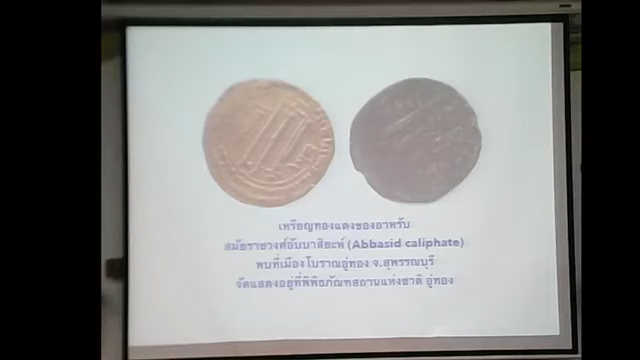 เหรียญทองแดงของอาหรับ
สมัยราชวงศ์อับบาสิยะห์ (Abbasid caliphate)
พบที่เมืองโบราณอู่ทอง จ.สุพรรณบุรี
จัดแสดงอยู่ที่พิพิธภัณฑสถานแห่งชาติ อู่ทอง